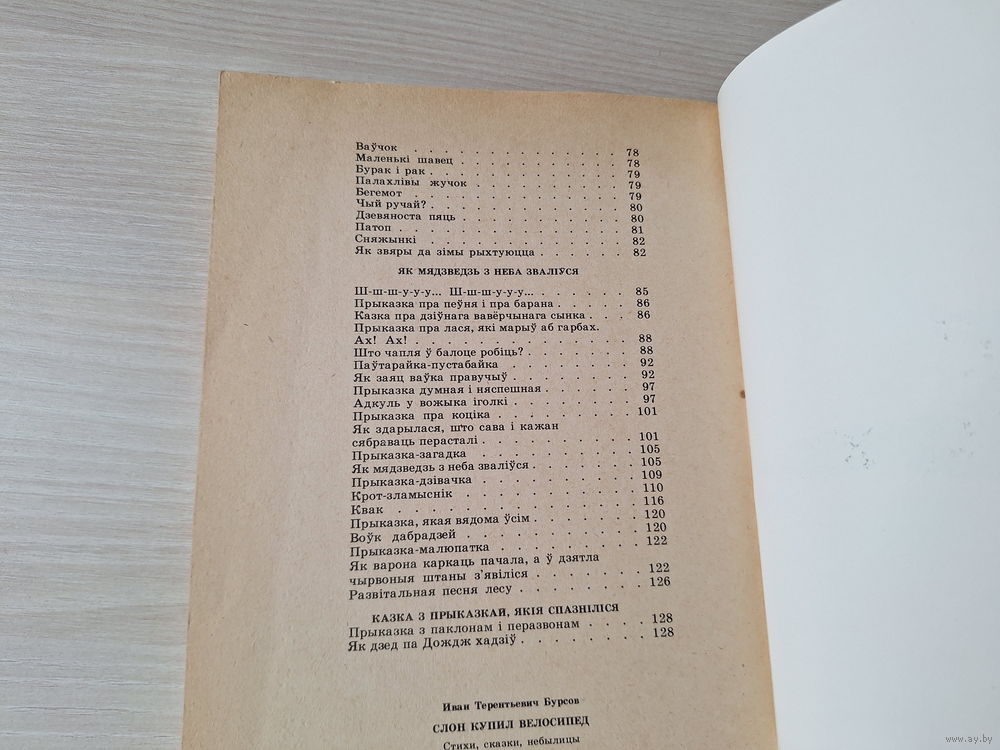 Ваўчок . . . . . . . . . . . . . . . 78
Маленькі шавец . . . . . . . . . . . . 78
Бурак і рак . . . . . . . . . . . . . . 79
Палахлівы жучок . . . . . . . . . . . 79
Бегемот . . . . . . . . . . . . . . . 79
Чый ручай? . . . . . . . . . . . . . . 80
Дзевяноста пяць . . . . . . . . . . . 80
Патоп . . . . . . . . . . . . . . . 81
Сняжынкі . . . . . . . . . . . . . . 82
Як звяры да зімы рыхтуюцца . . . . . . 82
ЯК МЯДЗВЕДЗЬ З НЕБА ЗВАЛІЎСЯ
Ш-ш-ш-у-у-у... Ш-ш-ш-у-у-у... . . . . . . 85
Прыказка пра пеўня і пра барана . . . . 86
Казка пра дзіўнага вавёрчынага сынка . . . 86
Прыказка пра лася, які марыў аб гарбах.
Ах! Ах! . . . . . . . . . . . . . . . 88
Што чапля ў балоце робіць? . . . . . . . 88
Паўтарайка-пустабайка . . . . . . . . . 92
Як заяц ваўка правучыў . . . . . . . . 92
Прыказка думная і няспешная . . . . . . 97
Адкуль у вожыка іголкі . . . . . . . . 97
Прыказка пра коціка . . . . . . . . . 101
Як здарылася, што сава і кажан
сябраваць перасталі . . . . . . . . . . 101
Прыказка-загадка . . . . . . . . . . 105
Як мядзведзь з неба зваліўся . . . . . . . 105
Прыказка-дзівачка . . . . . . . . . . 109
Крот-зламыснік . . . . . . . . . . . 110
Квак . . . . . . . . . . . . . . . 116
Прыказка, якая вядома ўсім . . . . . . . 120
Воўк дабрадзей . . . . . . . . . . . 120
Прыказка-малюпатка . . . . . . . . . 122
Як варона каркаць пачала, а ў дзятла
чырвоныя штаны з'явіліся . . . . . . . 122
Развітальная песня лесу . . . . . . . . 126
КАЗКА З ПРЫКАЗКАЙ, ЯКІЯ СПАЗНІЛІСЯ
Прыказка з паклонам і перазвонам . . . . 128
Як дзед па Дождж хадзіў . . . . . . . . 128
Иван Терентьевич Бурсов
СЛОН КУПИЛ ВЕЛОСИПЕД
Стихи, сказки, небылицы
www.ay.by